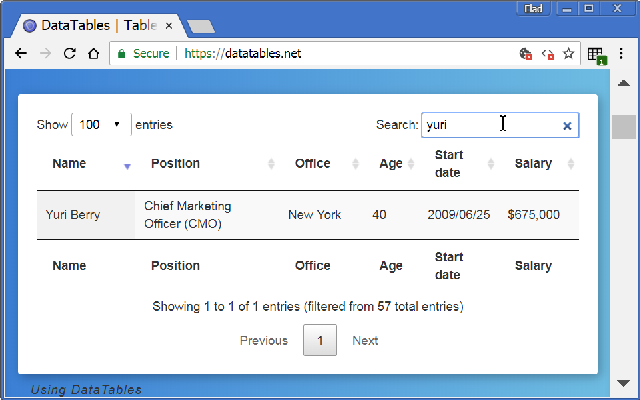 Elad
DataTables | Table
Secure https://datatables.net
1
Show 100 entries Search: yuri
Name Position Office Age Start date Salary
Yuri Berry Chief Marketing Officer (CMO) New York 40 2009/06/25 $675,000
Name Position Office Age Start date Salary
Showing 1 to 1 of 1 entries (filtered from 57 total entries)
Previous 1 Next
Using DataTables